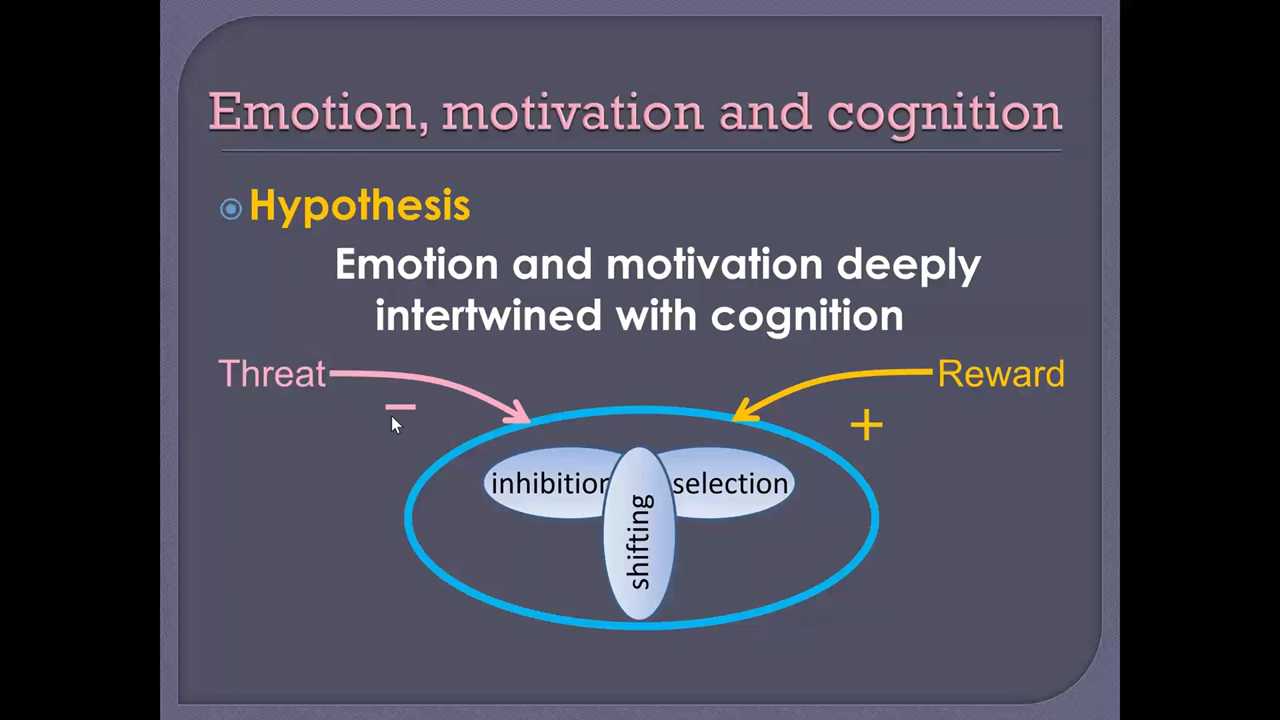 Emotion, motivation and cognition
Hypothesis
Emotion and motivation deeply
intertwined with cognition
Threat
Reward
−
+
inhibition
selection
shifting